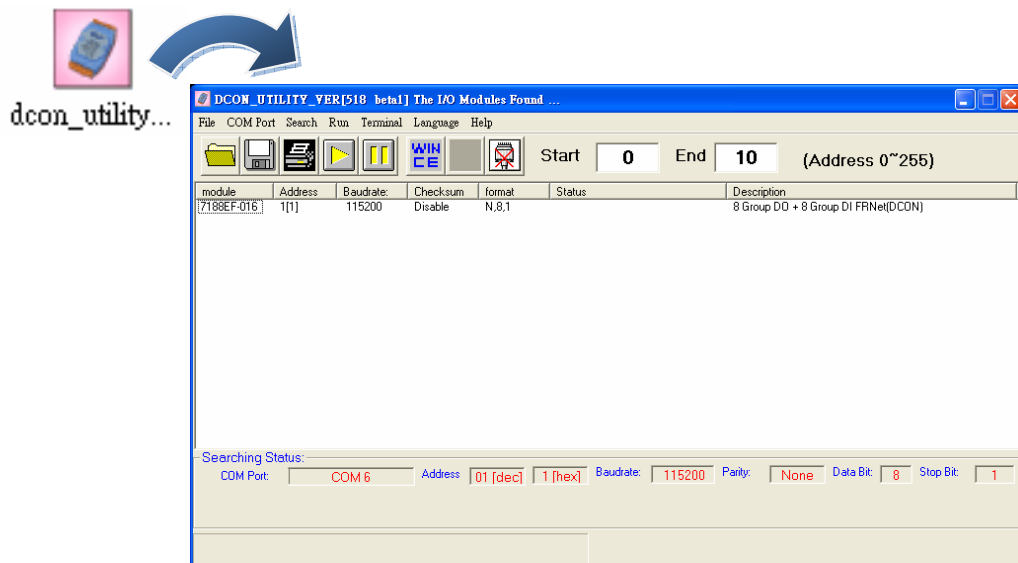 dcon_utility...
DCON_UTILITY_VER[518 beta1] The I/O Modules Found ...
File COM Port Search Run Terminal Language Help
WIN CE Start 0 End 10 (Address 0~255)
module Address Baudrate: Checksum format Status Description
7188EF-016 1[1] 115200 Disable N,8,1 8 Group DO + 8 Group DI FRNet(DCON)
Searching Status:
COM Port: COM 6 Address 01 [dec] 1 [hex] Baudrate: 115200 Parity: None Data Bit: 8 Stop Bit: 1